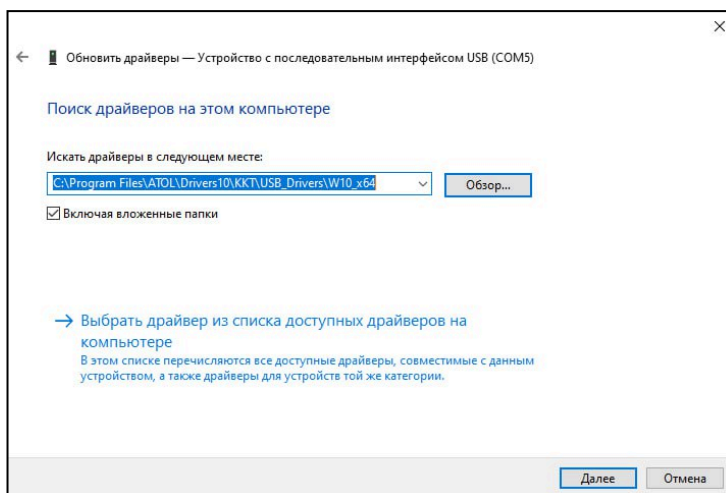 Обновить драйверы — Устройство с последовательным интерфейсом USB (COM5)
Поиск драйверов на этом компьютере
Искать драйверы в следующем месте:
C:\Program Files\ATOL\Drivers10\KKT\USB_Drivers\W10_x64
Обзор...
Включая вложенные папки
Выбрать драйвер из списка доступных драйверов на
компьютере
В этом списке перечисляются все доступные драйверы, совместимые с данным
устройством, а также драйверы для устройств той же категории.
Далее
Отмена